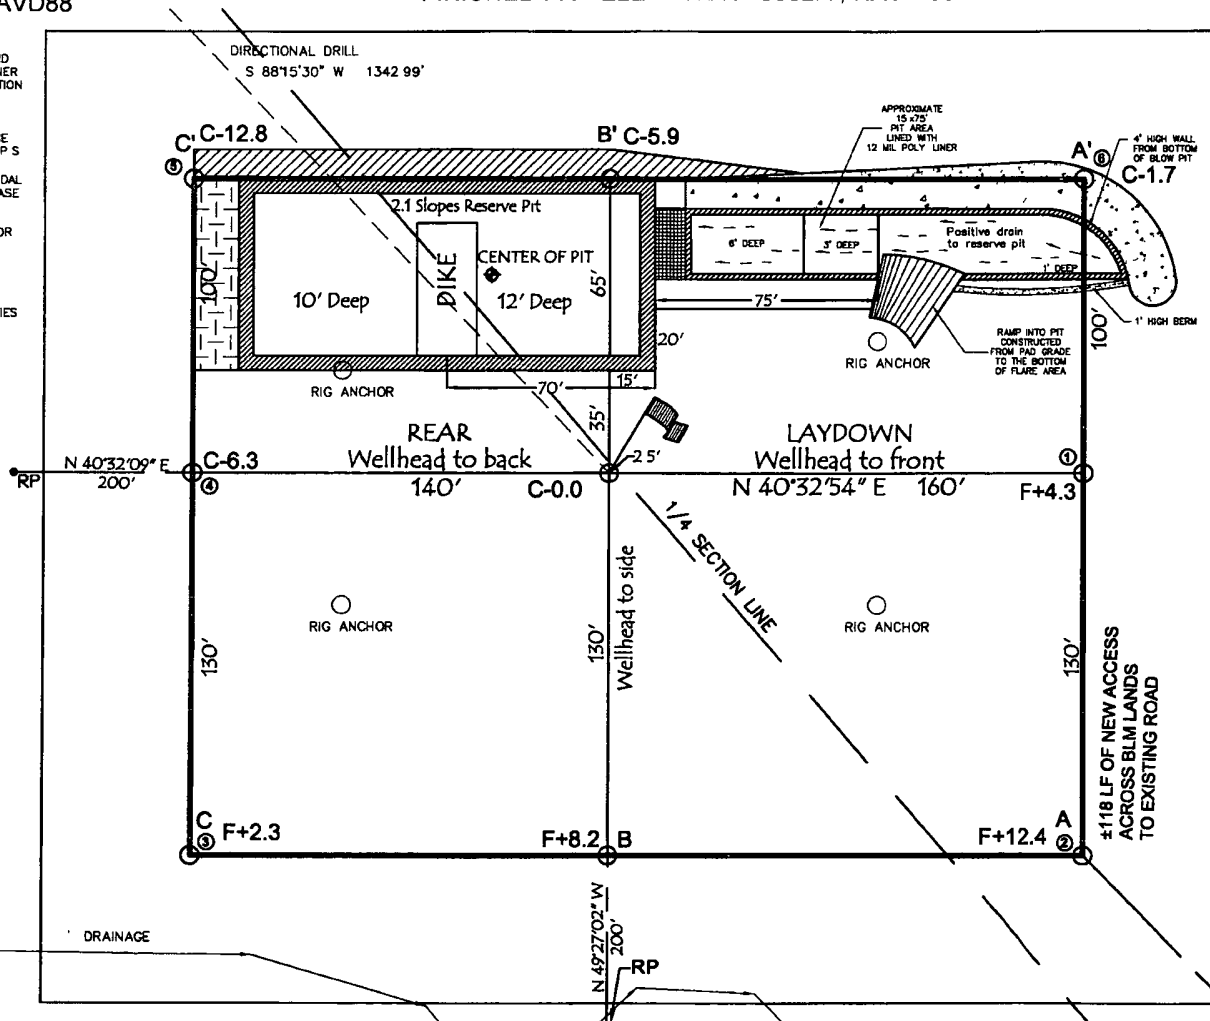 AVD88
DIRECTIONAL DRILL
S 88°15'30" W 1342 99'
APPROXIMATE
15 x75'
PIT AREA
LINED WITH
12 MIL POLY LINER
4' HIGH WALL
FROM BOTTOM
OF BLOW PIT
C' C-12.8
B' C-5.9
A' ⑥
C-1.7
⑤
2.1 Slopes Reserve Pit
CENTER OF PIT
DIKE
10' Deep
12' Deep
100'
65'
6' DEEP
3' DEEP
Positive drain
to reserve pit
1' DEEP
75'
20'
1' HIGH BERM
100'
RAMP INTO PIT
CONSTRUCTED
FROM PAD GRADE
TO THE BOTTOM
OF FLARE AREA
RIG ANCHOR
RIG ANCHOR
70'
15'
35'
25'
REAR
Wellhead to back
140'
LAYDOWN
Wellhead to front
N 40°32'54" E 160'
N 40°32'09" E
200'
RP
C-6.3
④
C-0.0
①
F+4.3
1/4 SECTION LINE
Wellhead to side
130'
130'
130'
RIG ANCHOR
RIG ANCHOR
±118 LF OF NEW ACCESS
ACROSS BLM LANDS
TO EXISTING ROAD
C
③ F+2.3
F+8.2 B
A
F+12.4 ②
N 49°27'02" W
200'
RP
DRAINAGE